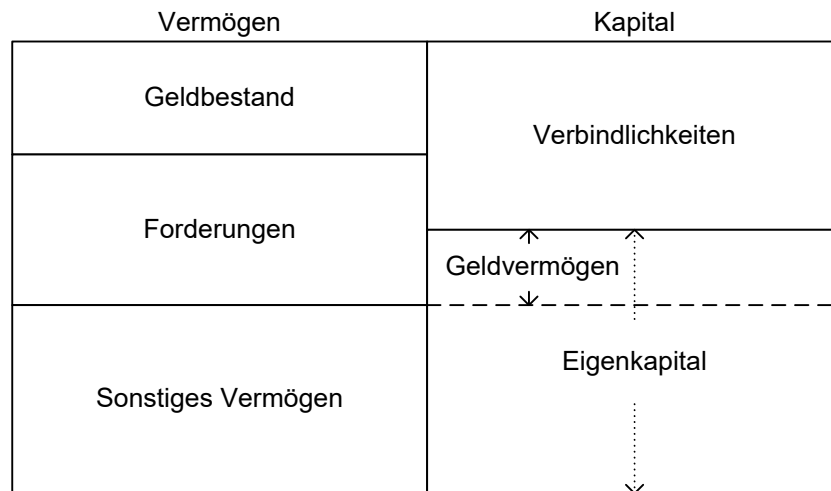 Vermögen
Kapital
Geldbestand
Verbindlichkeiten
Forderungen
Geldvermögen
Eigenkapital
Sonstiges Vermögen